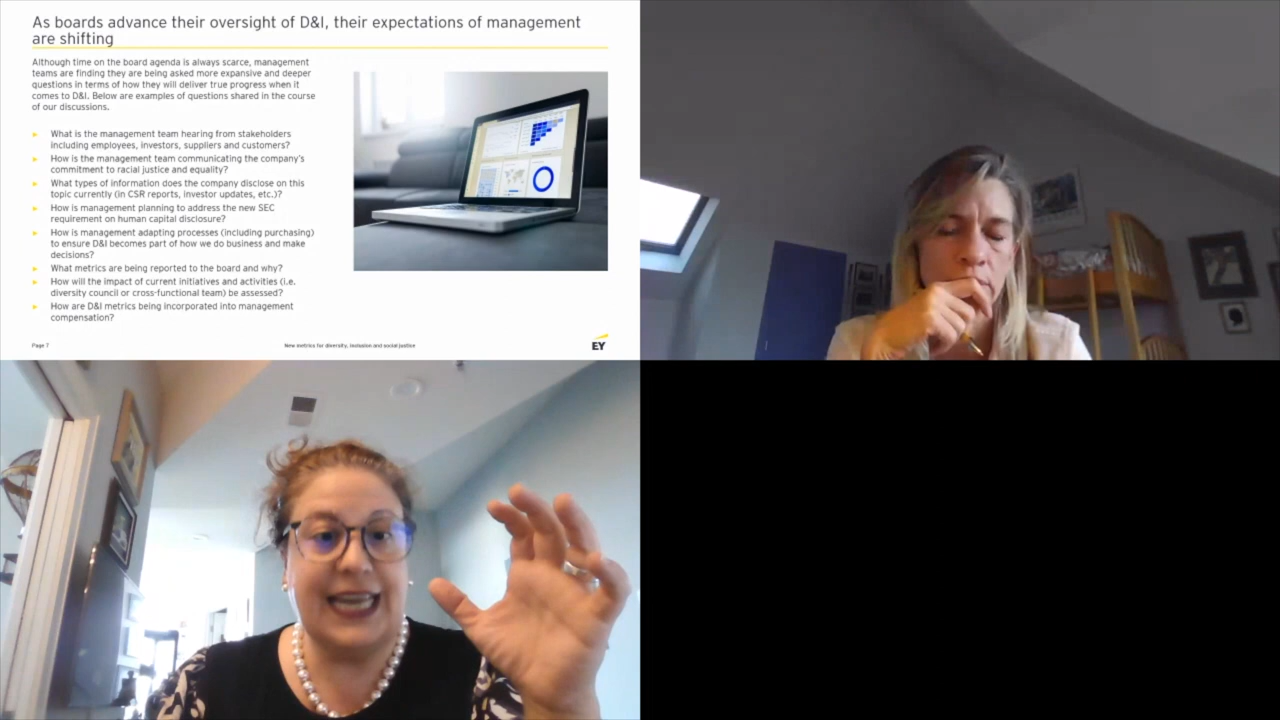 As boards advance their oversight of D&I, their expectations of management
are shifting
Although time on the board agenda is always scarce, management
teams are finding they are being asked more expansive and deeper
questions in terms of how they will deliver true progress when it
comes to D&I. Below are examples of questions shared in the course
of our discussions.
► What is the management team hearing from stakeholders
including employees, investors, suppliers and customers?
► How is the management team communicating the company's
commitment to racial justice and equality?
► What types of information does the company disclose on this
topic currently (in CSR reports, investor updates, etc.)?
► How is management planning to address the new SEC
requirement on human capital disclosure?
► How is management adapting processes (including purchasing)
to ensure D&I becomes part of how we do business and make
decisions?
► What metrics are being reported to the board and why?
► How will the impact of current initiatives and activities (i.e.
diversity council or cross-functional team) be assessed?
► How are D&I metrics being incorporated into management
compensation?
Page 7
New metrics for diversity, inclusion and social justice
EY